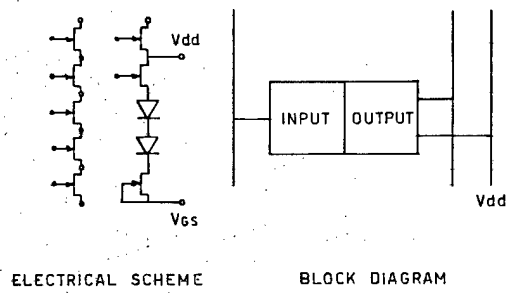 Vdd
INPUT OUTPUT
Vdd
VGS
ELECTRICAL SCHEME BLOCK DIAGRAM